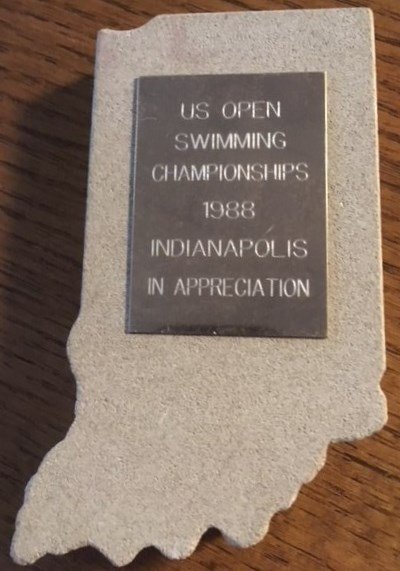 US OPEN
SWIMMING
CHAMPIONSHIPS
1988
INDIANAPOLIS
IN APPRECIATION